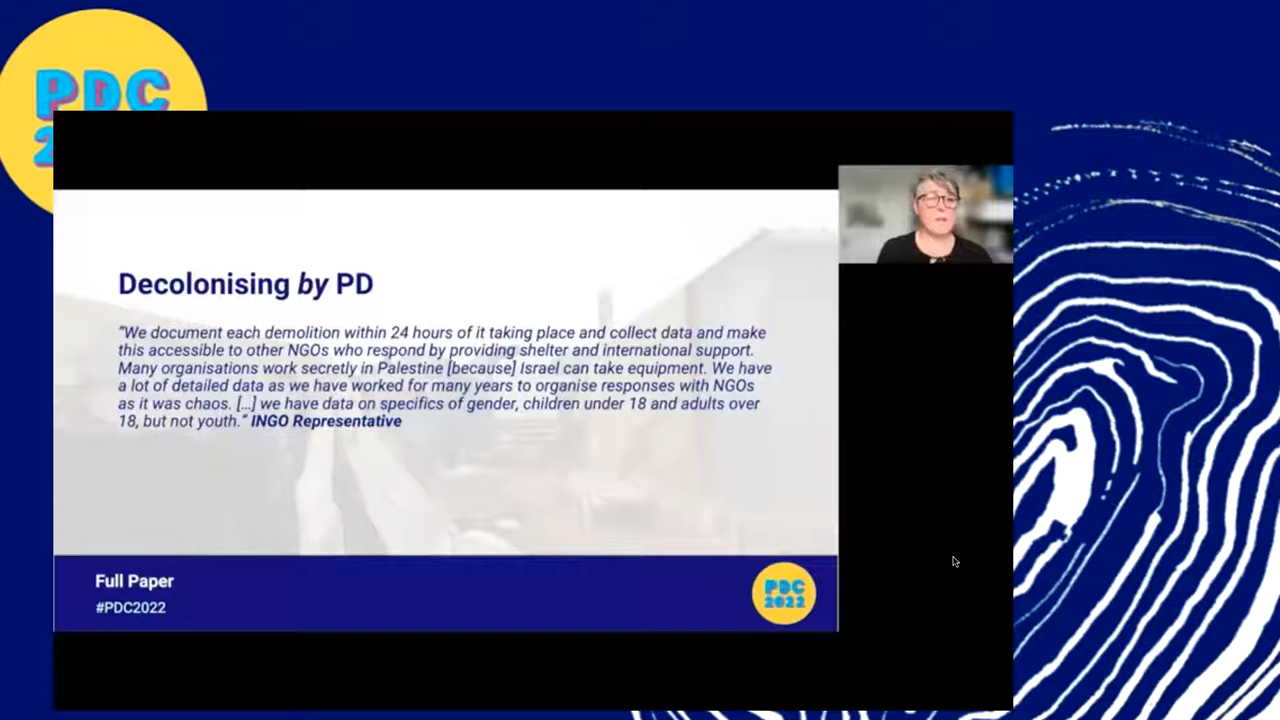 PDC
2
Decolonising by PD
"We document each demolition within 24 hours of it taking place and collect data and make
this accessible to other NGOs who respond by providing shelter and international support.
Many organisations work secretly in Palestine [because] Israel can take equipment. We have
a lot of detailed data as we have worked for many years to organise responses with NGOs
as it was chaos. [...] we have data on specifics of gender, children under 18 and adults over
18, but not youth." INGO Representative
Full Paper
#PDC2022
PDC
2022